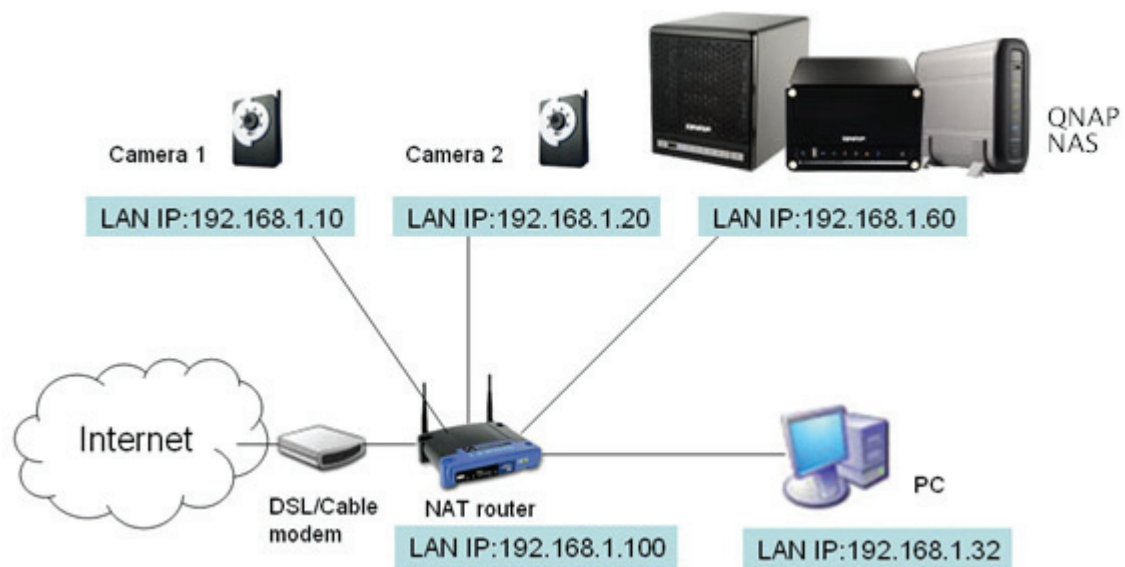 QNAP
NAS
Camera 1
Camera 2
LAN IP:192.168.1.10
LAN IP:192.168.1.20
LAN IP:192.168.1.60
Internet
DSL/Cable
modem
NAT router
PC
LAN IP:192.168.1.100
LAN IP:192.168.1.32